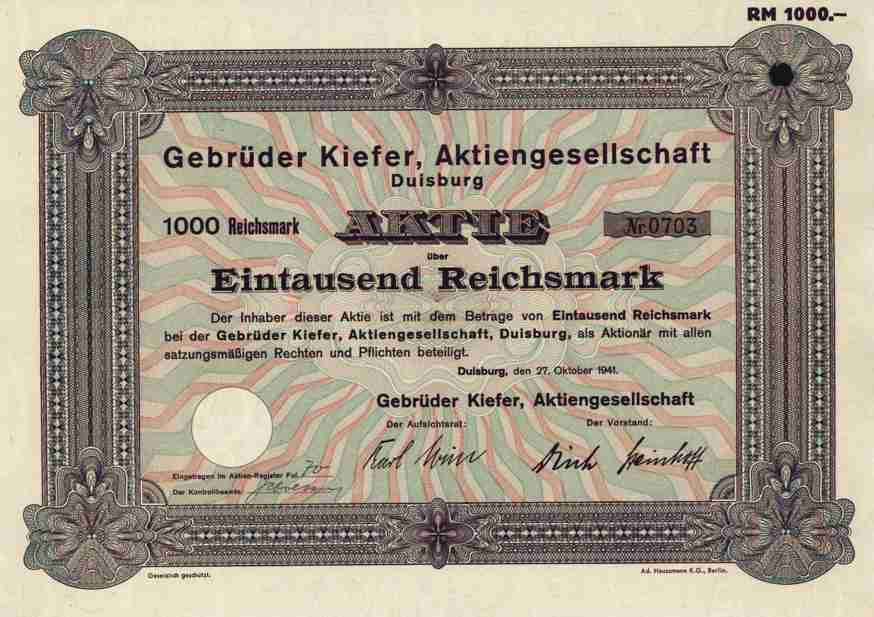 RM 1000.—
Gebrüder Kiefer, Aktiengesellschaft
Duisburg
1000 Reichsmark AKTIE Nr. 0703
über
Eintausend Reichsmark
Der Inhaber dieser Aktie ist mit dem Betrage von Eintausend Reichsmark
bei der Gebrüder Kiefer, Aktiengesellschaft, Duisburg, als Aktionär mit allen
satzungsmäßigen Rechten und Pflichten beteiligt.
Duisburg, den 27. Oktober 1941.
Gebrüder Kiefer, Aktiengesellschaft
Der Aufsichtsrat: Der Vorstand:
Karl
Eingetragen im Aktien-Register Fol. 70
Der Kontrollbeamte:
Gesetzlich geschützt.
Ad. Haussmann K.G., Berlin.